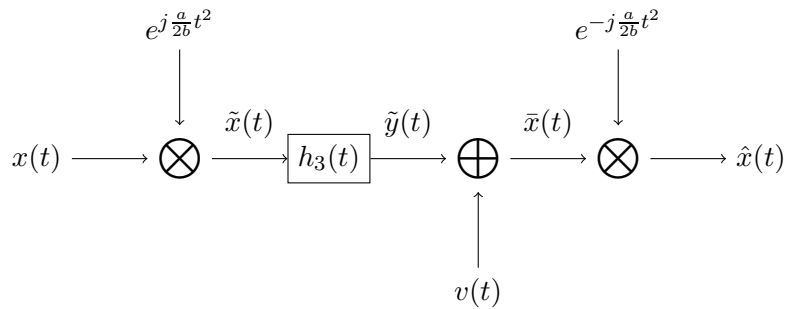 $e^{j\frac{a}{2b}t^2}$ $e^{-j\frac{a}{2b}t^2}$
$x(t)$ $\tilde{x}(t)$ $h_3(t)$ $\tilde{y}(t)$ $\bar{x}(t)$ $\hat{x}(t)$
$v(t)$